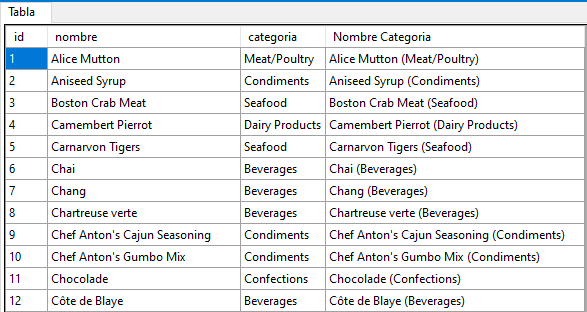 Tabla
id nombre categoria Nombre Categoria
1 Alice Mutton Meat/Poultry Alice Mutton (Meat/Poultry)
2 Aniseed Syrup Condiments Aniseed Syrup (Condiments)
3 Boston Crab Meat Seafood Boston Crab Meat (Seafood)
4 Camembert Pierrot Dairy Products Camembert Pierrot (Dairy Products)
5 Carnarvon Tigers Seafood Carnarvon Tigers (Seafood)
6 Chai Beverages Chai (Beverages)
7 Chang Beverages Chang (Beverages)
8 Chartreuse verte Beverages Chartreuse verte (Beverages)
9 Chef Anton's Cajun Seasoning Condiments Chef Anton's Cajun Seasoning (Condiments)
10 Chef Anton's Gumbo Mix Condiments Chef Anton's Gumbo Mix (Condiments)
11 Chocolade Confections Chocolade (Confections)
12 Côte de Blaye Beverages Côte de Blaye (Beverages)